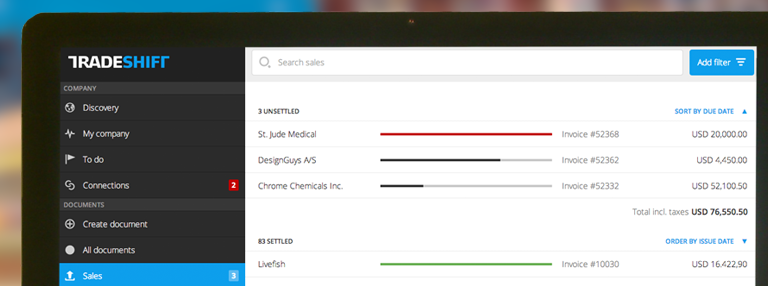 TRADESHIFT
COMPANY
Discovery
My company
To do
Connections 2
DOCUMENTS
Create document
All documents
Sales 3
Search sales
Add filter
3 UNSETTLED SORT BY DUE DATE
St. Jude Medical Invoice #52368 USD 20,000.00
DesignGuys A/S Invoice #52362 USD 4,450.00
Chrome Chemicals Inc. Invoice #52332 USD 52,100.50
Total incl. taxes USD 76,550.50
83 SETTLED ORDER BY ISSUE DATE
Livefish Invoice #10030 USD 16.422,90